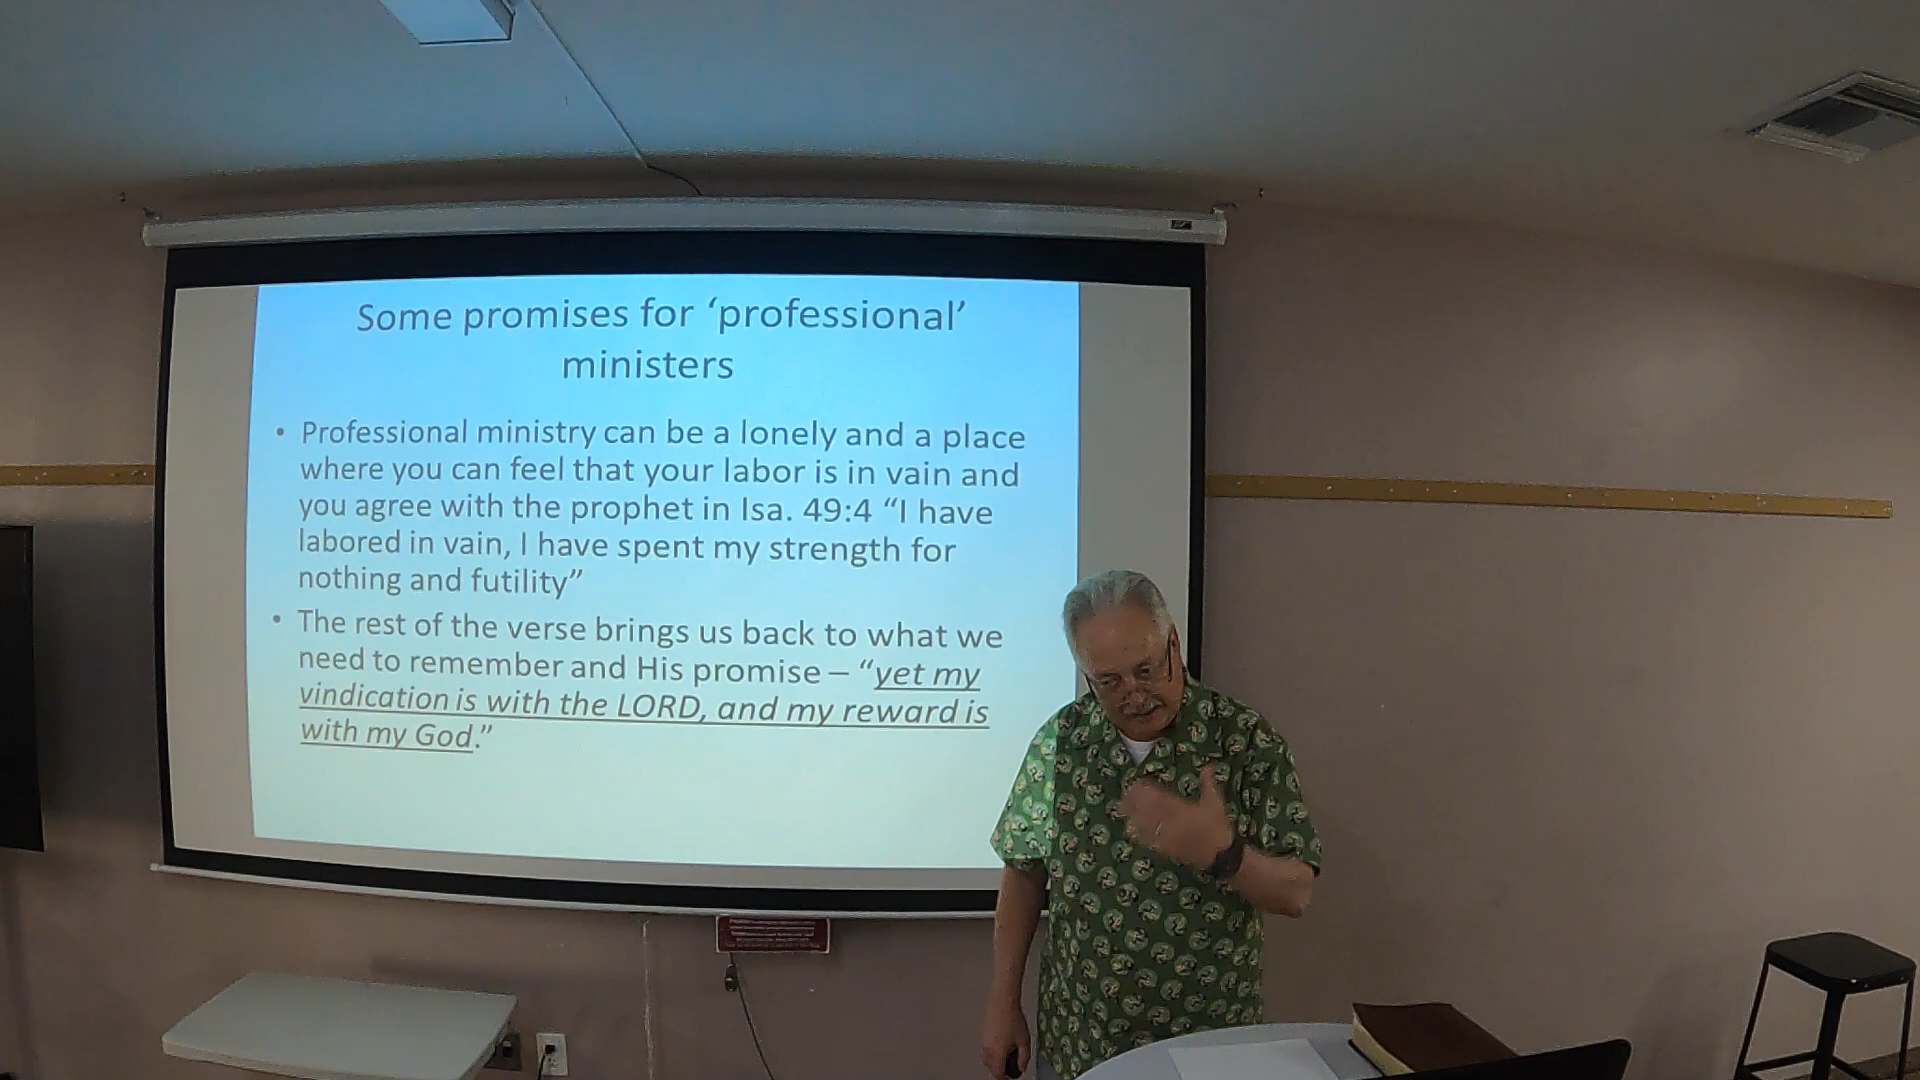 Some promises for ‘professional’
ministers
• Professional ministry can be a lonely and a place
where you can feel that your labor is in vain and
you agree with the prophet in Isa. 49:4 “I have
labored in vain, I have spent my strength for
nothing and futility”
• The rest of the verse brings us back to what we
need to remember and His promise – “yet my
vindication is with the LORD, and my reward is
with my God.”